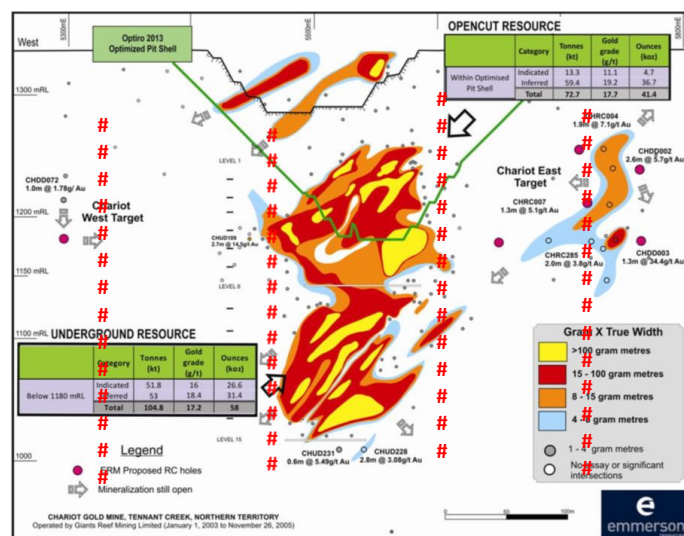 5300mE
5500mE
OPENCUT RESOURCE
West
Optiro 2013
Optimized Pit Shell
Category Tonnes (kt) Gold grade (g/t) Ounces (koz)
Within Optimised Pit Shell
Indicated 13.3 11.1 4.7
Inferred 59.4 19.2 36.7
Total 72.7 17.7 41.4
1300 mRL
CHRC004
1.9m @ 7.1g/t Au
LEVEL 1
CHDD002
2.6m @ 5.7g/t Au
CHDD072
1.0m @ 1.78g/ Au
Chariot East
Target
Chariot
West Target
CHRC007
1.3m @ 5.1g/t Au
1200 mRL
CHUD109
2.7m @ 14.5g/t Au
CHRC285
2.0m @ 3.8g/t Au
CHDD003
1.3m @ 34.4g/t Au
1150 mRL
LEVEL 6
1100 mRL
UNDERGROUND RESOURCE
Category Tonnes (kt) Gold grade (g/t) Ounces (koz)
Below 1180 mRL
Indicated 51.8 16 26.6
Inferred 53 18.4 31.4
Total 104.8 17.2 58
Gram X True Width
>100 gram metres
15 - 100 gram metres
8 - 15 gram metres
4 - 8 gram metres
1 - 4 gram metres
No assay or significant
intersections
LEVEL 15
Legend
1000
CHUD231
0.6m @ 5.49g/t Au
CHUD228
2.8m @ 3.08g/t Au
ERM Proposed RC holes
Mineralization still open
CHARIOT GOLD MINE, TENNANT CREEK, NORTHERN TERRITORY
Operated by Giants Reef Mining Limited (January 1, 2003 to November 26, 2005)
0 50m 100m
e
emmerson